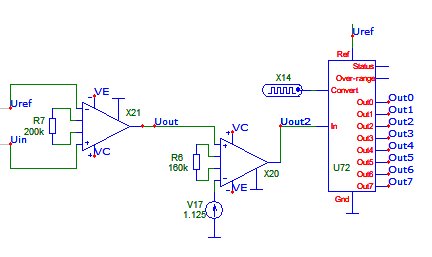 Uref
X14
Ref
Status
Over-range
Convert
VE
X21
Uref
R7
200k
Uin
VC
Uout
VC
Uout2
In
Out0 Out0
Out1 Out1
Out2 Out2
Out3 Out3
Out4 Out4
Out5 Out5
Out6 Out6
Out7 Out7
R6
160k
X20
VE
U72
V17
1.125
Gnd